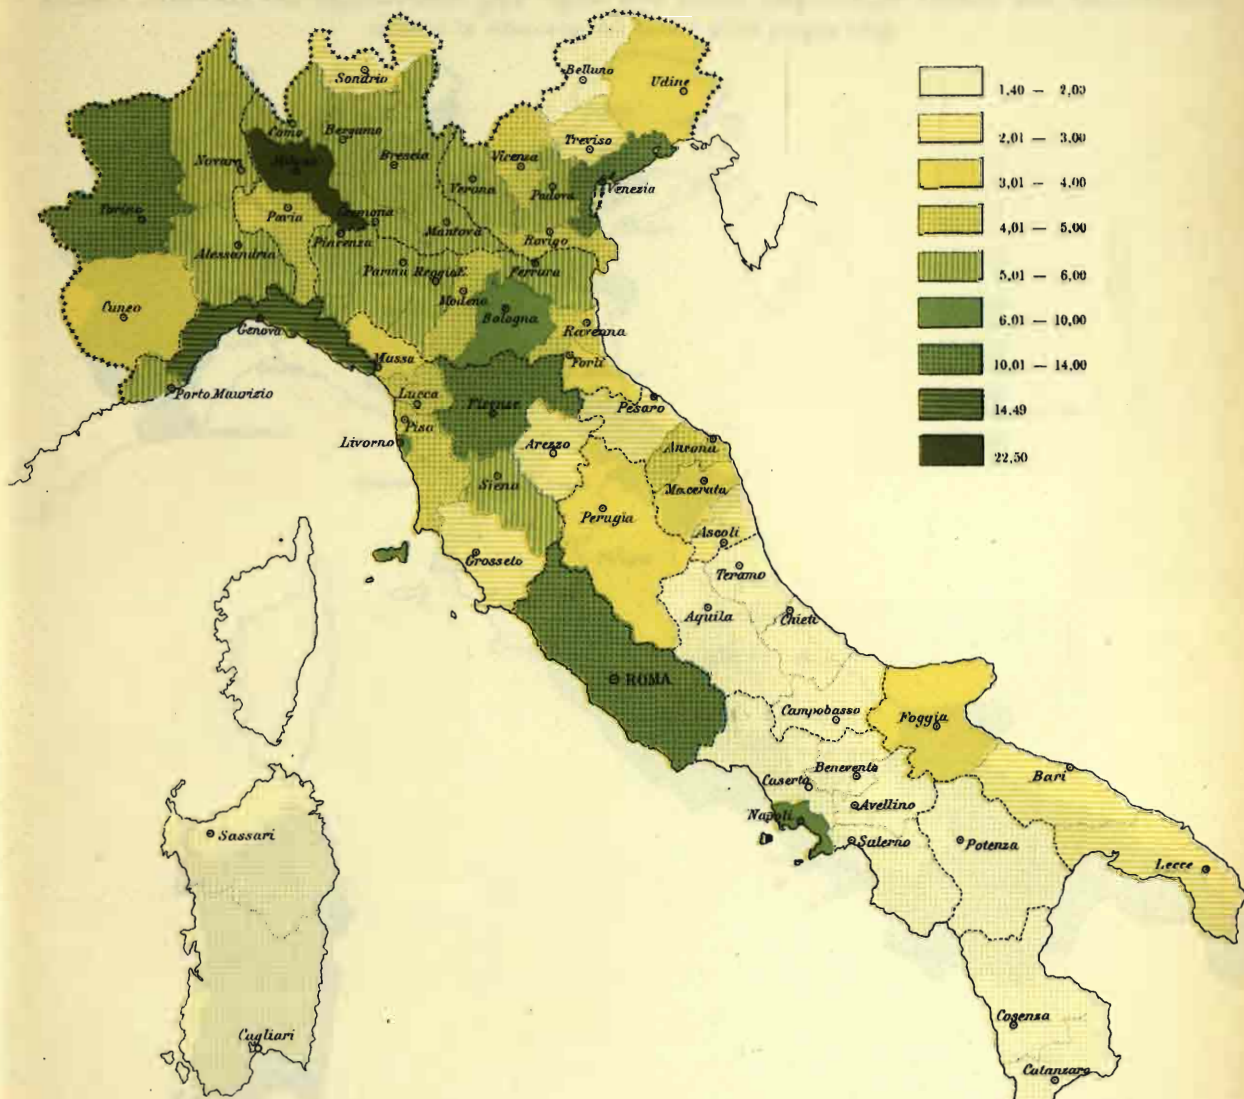 Sondrio
Belluno
Udine
Como
Bergamo
Treviso
Novara
Milano
Brescia
Vicenza
Verona
Padova
Venezia
Torino
Pavia
Cremona
Piacenza
Mantova
Rovigo
Alessandria
Parma
Reggio E.
Ferrara
Modena
Cuneo
Bologna
Genova
Ravenna
Massa
Forlì
Porto Maurizio
Lucca
Firenze
Pesaro
Pisa
Livorno
Arezzo
Ancona
Siena
Macerata
Perugia
Ascoli
Grosseto
Teramo
Aquila
Chieti
ROMA
Campobasso
Foggia
Caserta
Benevento
Bari
Napoli
Avellino
Sassari
Salerno
Potenza
Lecce
Cosenza
Cagliari
Catanzaro
1,40 — 2,00
2,01 — 3,00
3,01 — 4,00
4,01 — 5,00
5,01 — 6,00
6,01 — 10,00
10,01 — 14,00
14,49
22,50